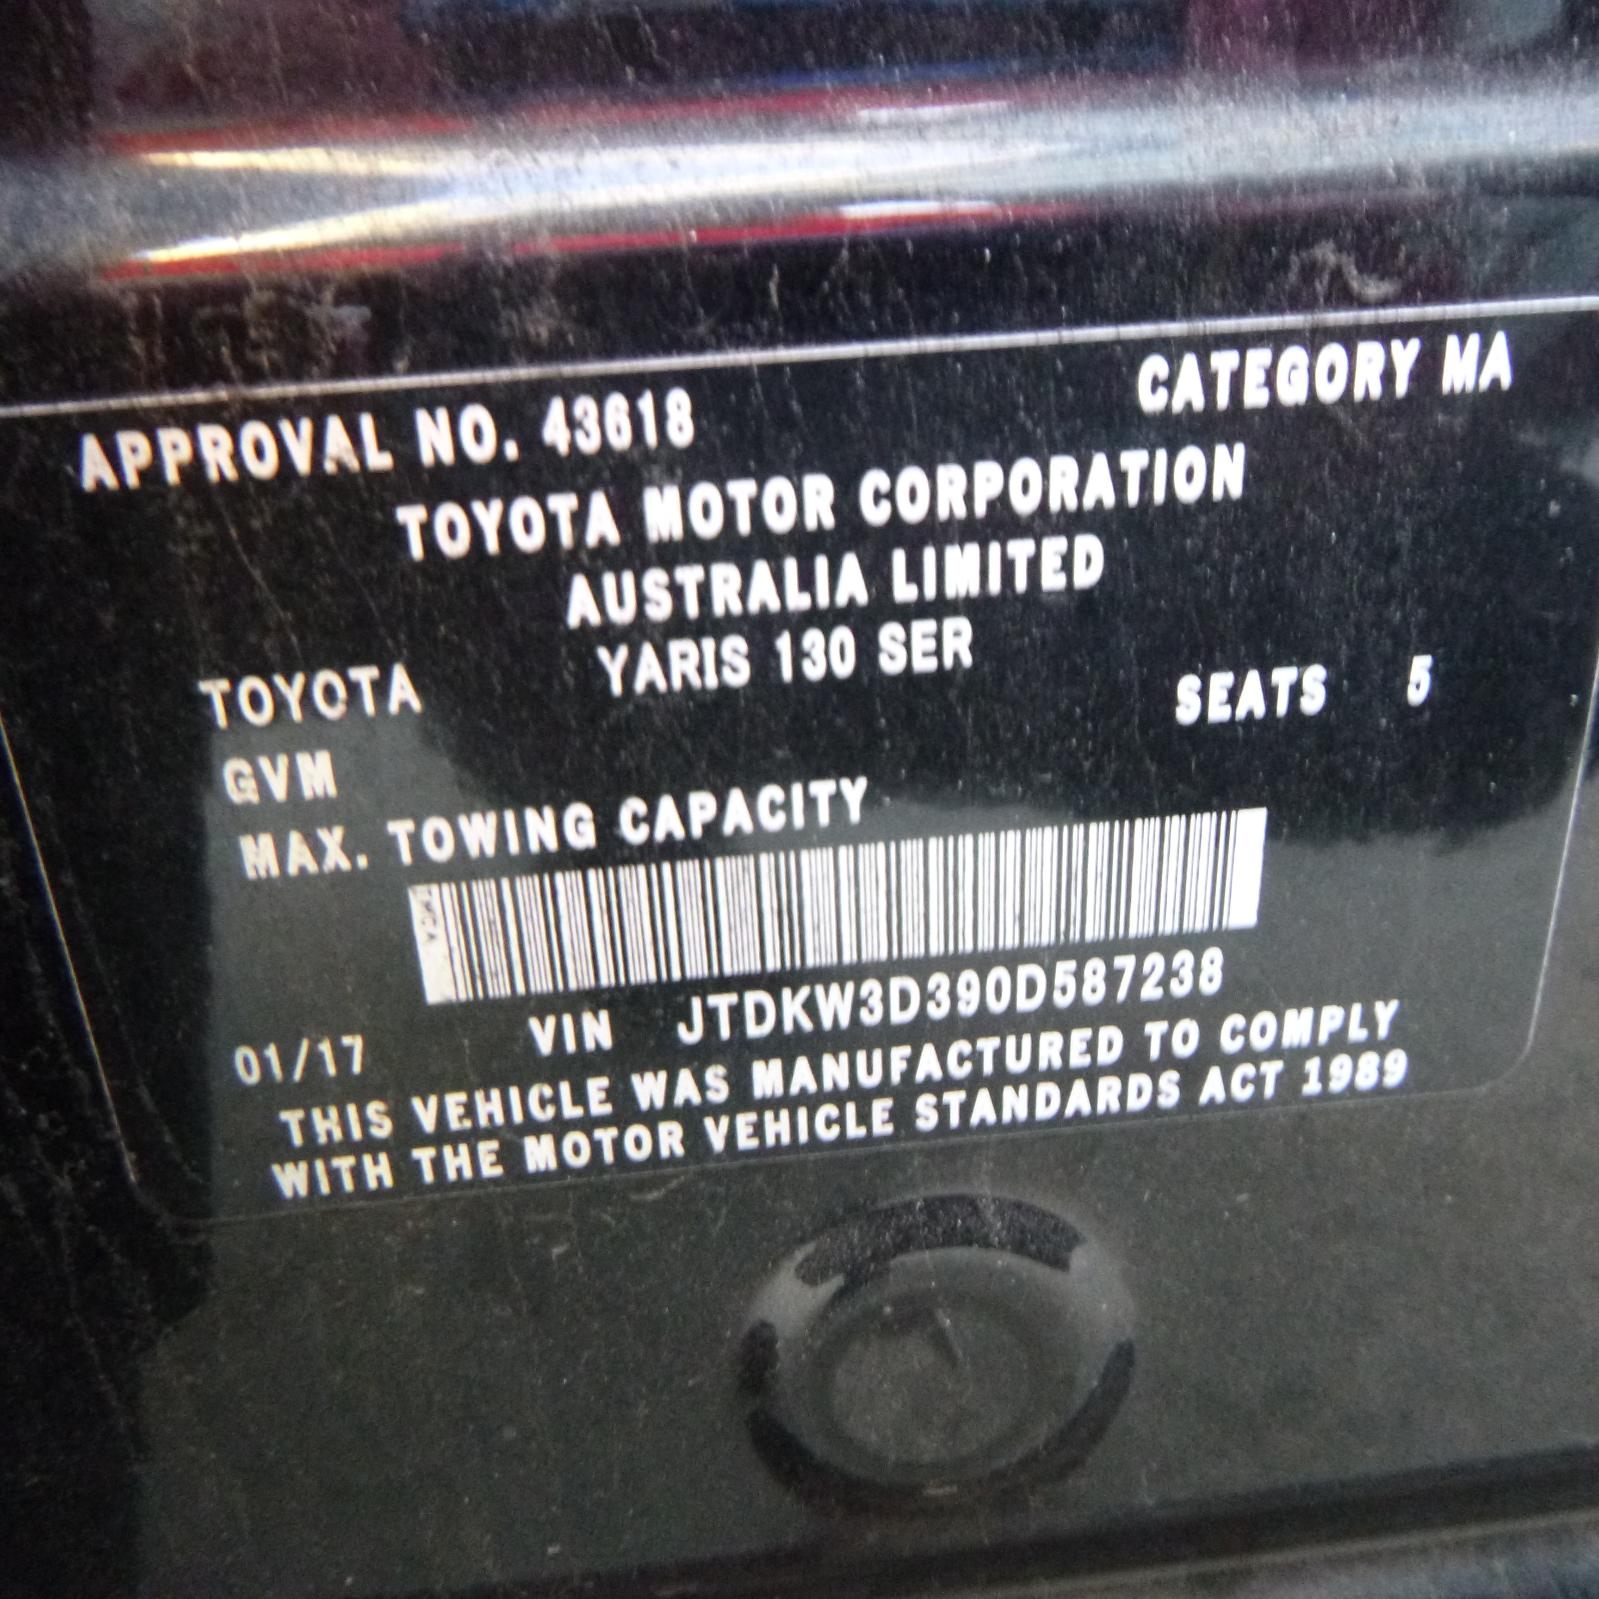 APPROVAL NO. 43618 CATEGORY MA
TOYOTA MOTOR CORPORATION
AUSTRALIA LIMITED
TOYOTA YARIS 130 SER SEATS 5
GVM
MAX. TOWING CAPACITY
01/17 VIN JTDKW3D390D587238
THIS VEHICLE WAS MANUFACTURED TO COMPLY
WITH THE MOTOR VEHICLE STANDARDS ACT 1989